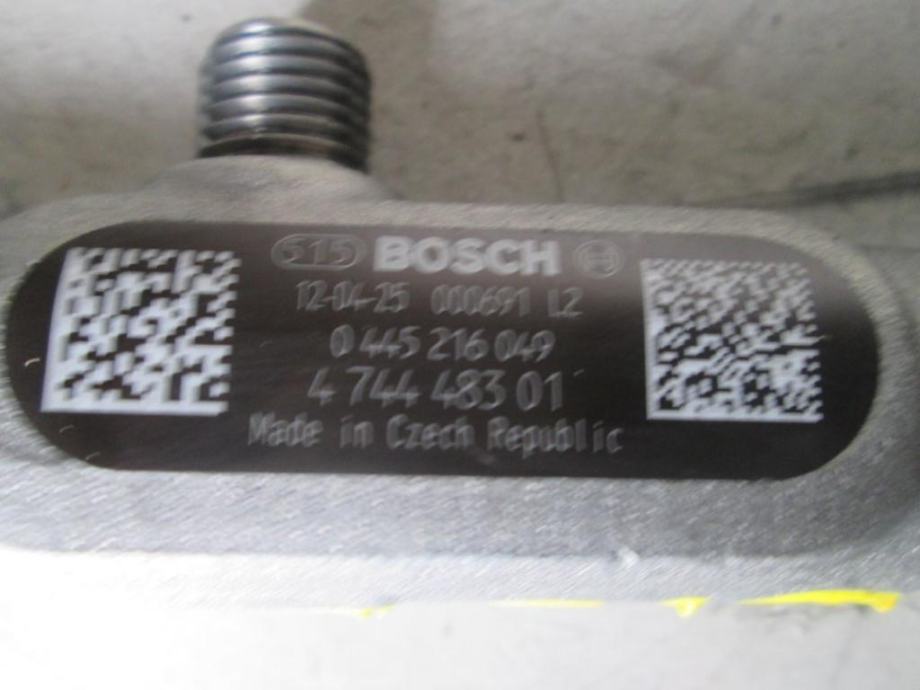 515 BOSCH
12-04-25 000691 L2
0 445 216 049
4 744 483 01
Made in Czech Republic